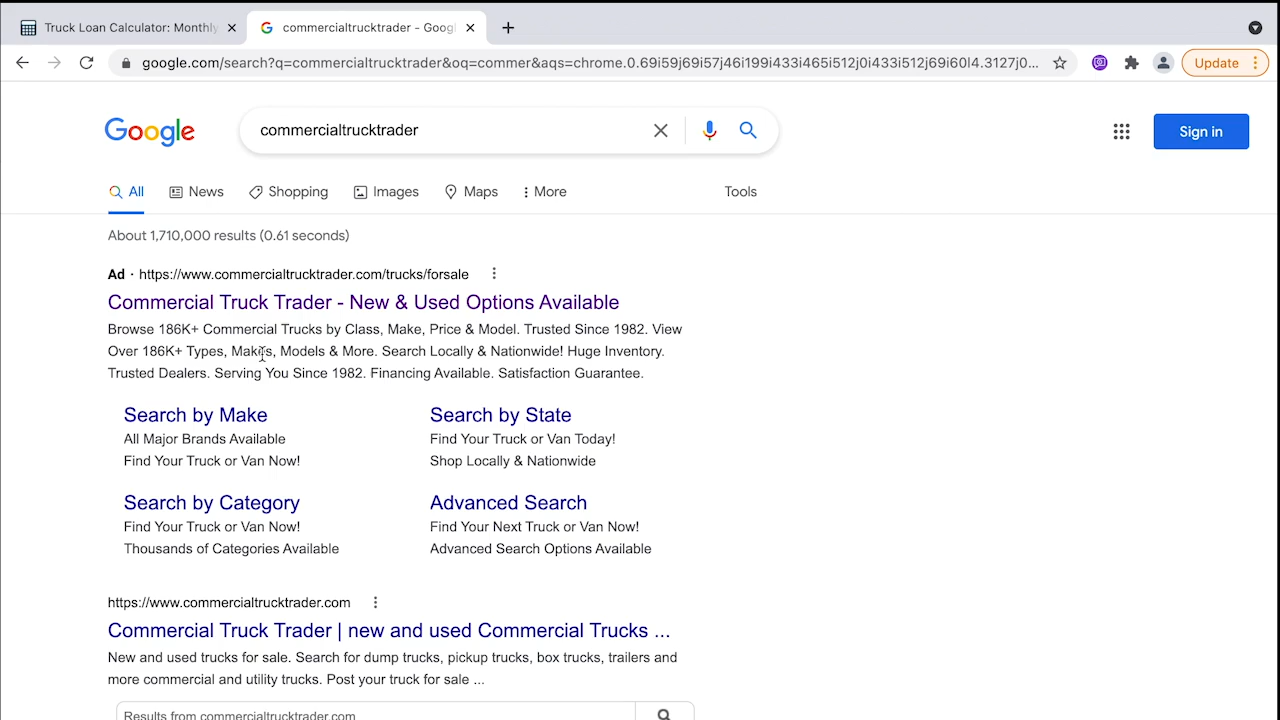 Truck Loan Calculator: Monthly
commercialtrucktrader - Goog
google.com/search?q=commercialtrucktrader&oq=commer&aqs=chrome.0.69i59j69i57j46i199i433i465i512j0i433i512j69i60l4.3127j0...
Update
Google
commercialtrucktrader
Sign in
All
News
Shopping
Images
Maps
More
Tools
About 1,710,000 results (0.61 seconds)
Ad · https://www.commercialtrucktrader.com/trucks/forsale
Commercial Truck Trader - New & Used Options Available
Browse 186K+ Commercial Trucks by Class, Make, Price & Model. Trusted Since 1982. View
Over 186K+ Types, Makes, Models & More. Search Locally & Nationwide! Huge Inventory.
Trusted Dealers. Serving You Since 1982. Financing Available. Satisfaction Guarantee.
Search by Make
All Major Brands Available
Find Your Truck or Van Now!
Search by State
Find Your Truck or Van Today!
Shop Locally & Nationwide
Search by Category
Find Your Truck or Van Now!
Thousands of Categories Available
Advanced Search
Find Your Next Truck or Van Now!
Advanced Search Options Available
https://www.commercialtrucktrader.com
Commercial Truck Trader | new and used Commercial Trucks ...
New and used trucks for sale. Search for dump trucks, pickup trucks, box trucks, trailers and
more commercial and utility trucks. Post your truck for sale ...
Results from commercialtrucktrader.com